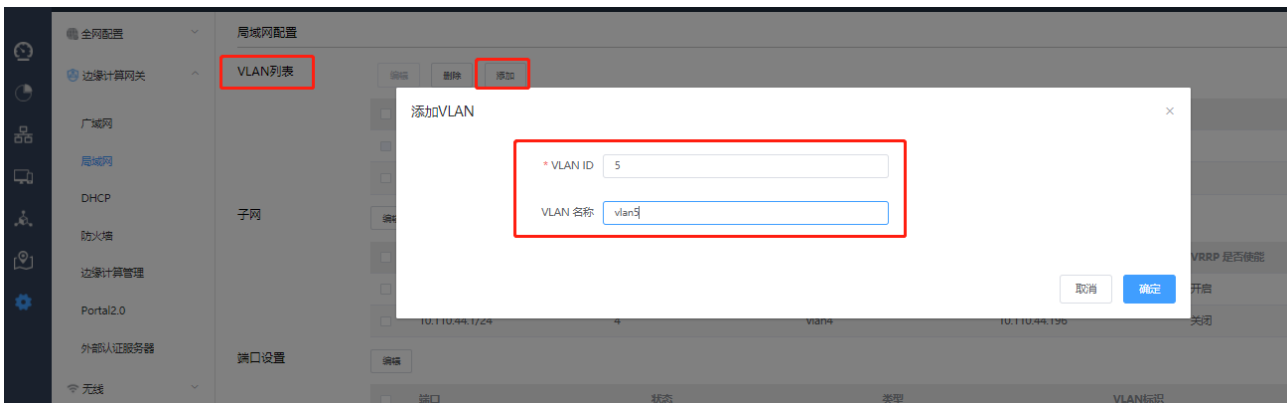 全网配置
局域网配置
边缘计算网关
VLAN列表
编辑 删除 添加
添加VLAN
* VLAN ID 5
VLAN 名称 vlan5
取消 确定
广域网
局域网
DHCP
防火墙
边缘计算管理
Portal2.0
外部认证服务器
无线
子网
编辑
VRRP 是否使能
开启
10.110.44.1/24 4 vlan4 10.110.44.196 关闭
端口设置
编辑
端口 状态 类型 VLAN标识